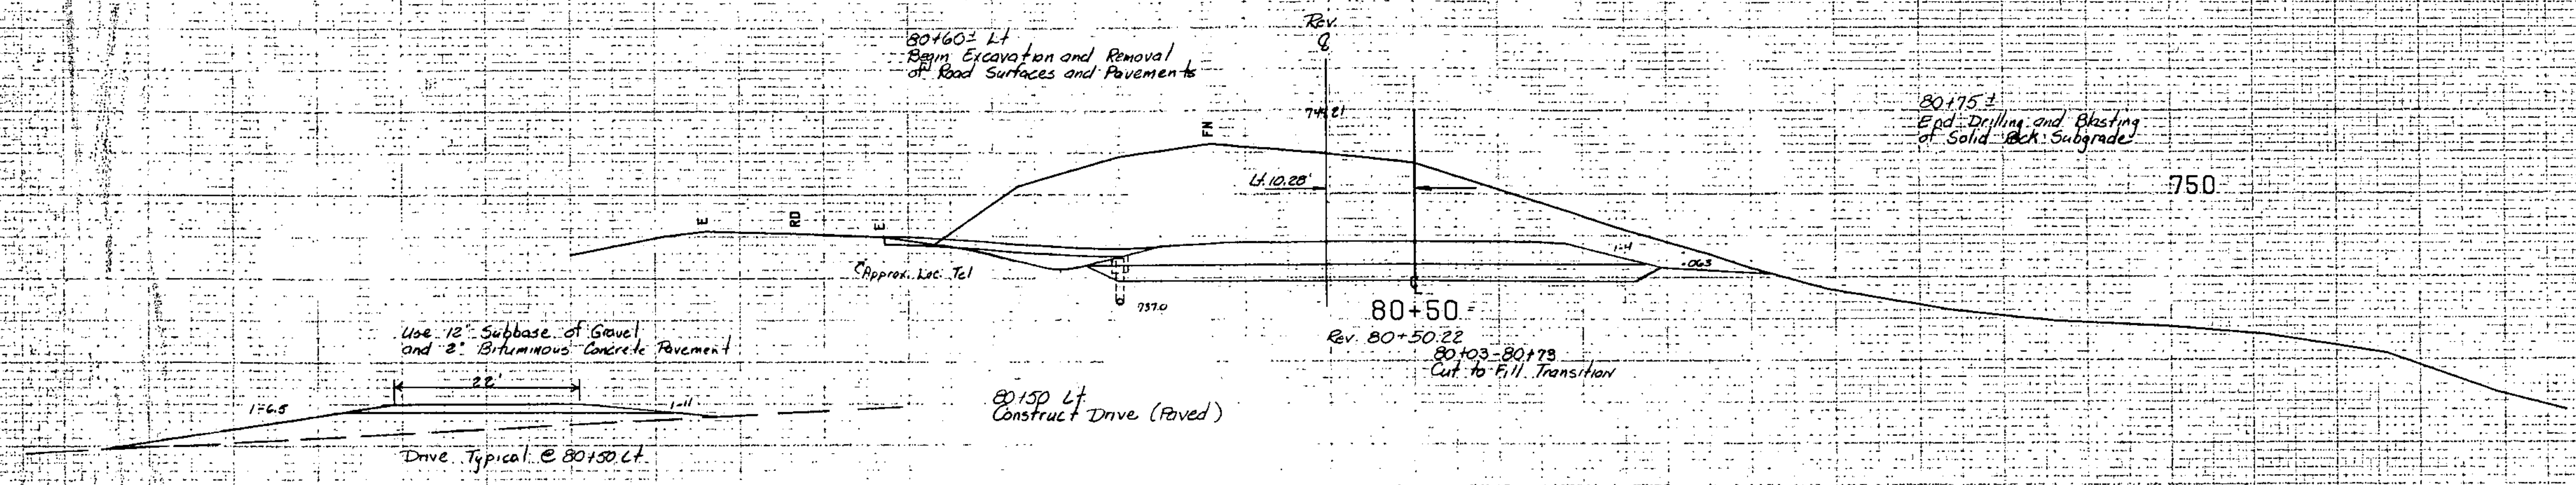 Rev.
℄
80+60± Lt
Begin Excavation and Removal
of Road Surfaces and Pavements
FN
80+75±
End Drilling and Blasting
of Solid Rock Subgrade
Lt. 10.28'
750
E
RD
E
1-4
.063
Approx. Loc. Tel
737.0
80+50 =
Rev. 80+50.22
80+03-80+73
Cut to Fill Transition
Use 12" Subbase of Gravel
and 2" Bituminous Concrete Pavement
22'
1-6.5
1-11
80+50 Lt
Construct Drive (Paved)
Drive Typical @ 80+50 Lt